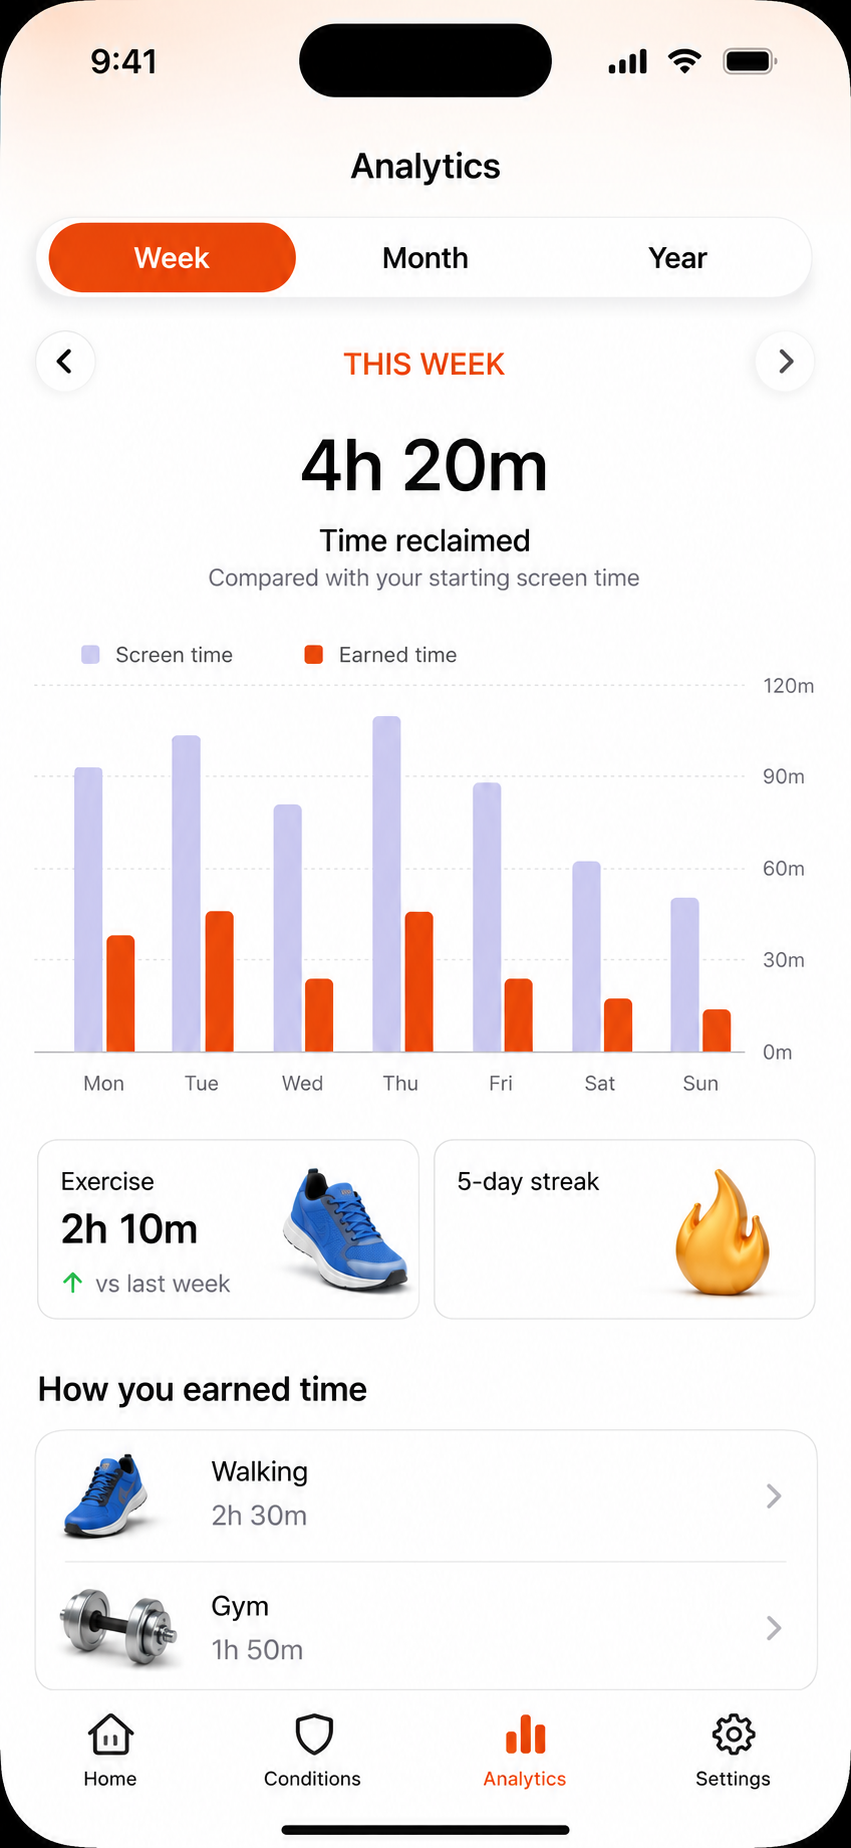 9:41
Analytics
Week Month Year
THIS WEEK
4h 20m
Time reclaimed
Compared with your starting screen time
Screen time Earned time
120m
90m
60m
30m
0m
Mon Tue Wed Thu Fri Sat Sun
Exercise
2h 10m
vs last week
5-day streak
How you earned time
Walking
2h 30m
Gym
1h 50m
Home Conditions Analytics Settings